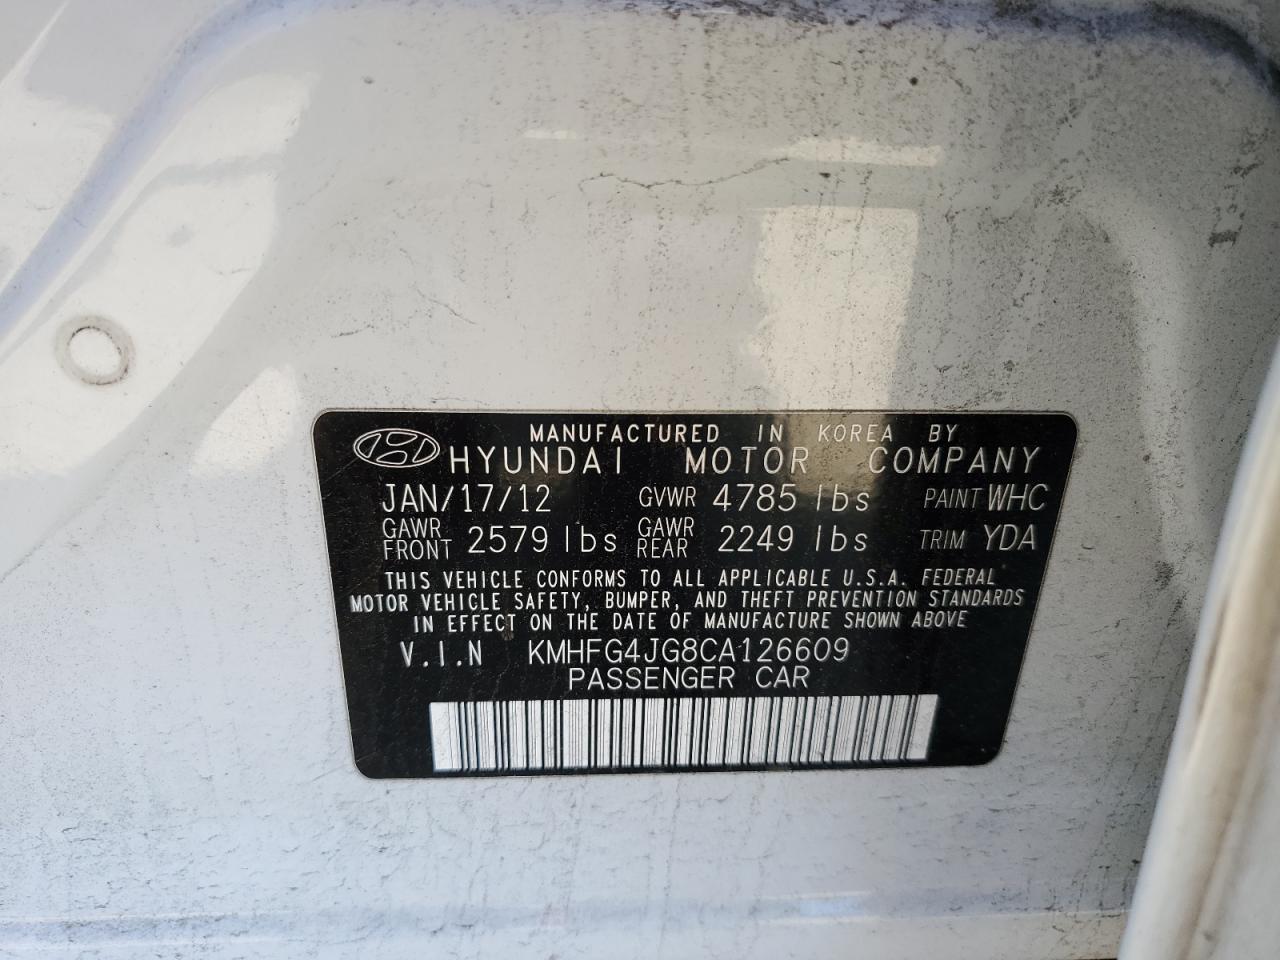 MANUFACTURED IN KOREA BY
HYUNDAI MOTOR COMPANY
JAN/17/12 GVWR 4785 lbs PAINT WHC
GAWR FRONT 2579 lbs GAWR REAR 2249 lbs TRIM YDA
THIS VEHICLE CONFORMS TO ALL APPLICABLE U.S.A. FEDERAL
MOTOR VEHICLE SAFETY, BUMPER, AND THEFT PREVENTION STANDARDS
IN EFFECT ON THE DATE OF MANUFACTURE SHOWN ABOVE
V.I.N KMHFG4JG8CA126609
PASSENGER CAR